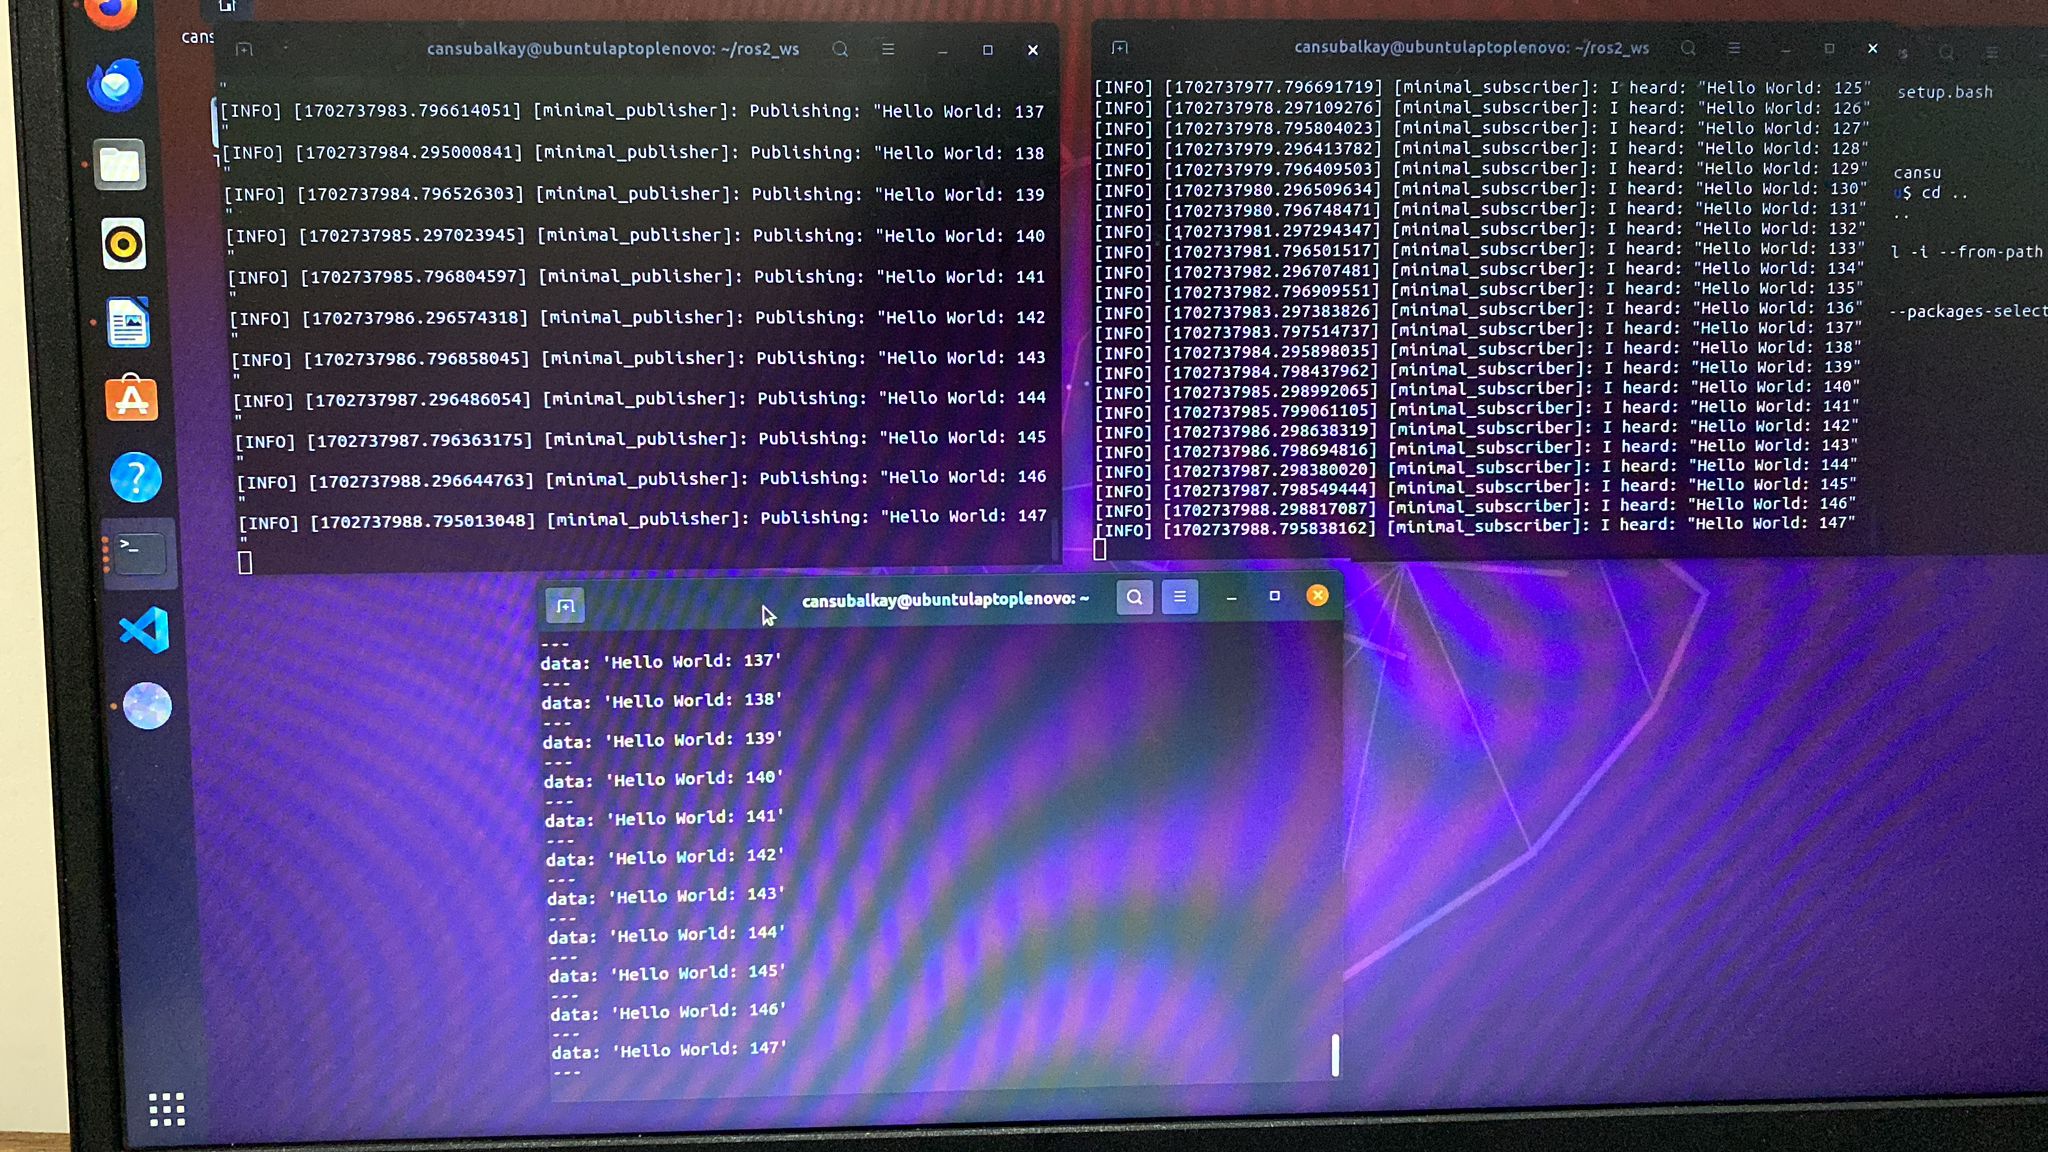 cans
cansubalkay@ubuntulaptoplenovo: ~/ros2_ws
"
[INFO] [1702737983.796614051] [minimal_publisher]: Publishing: "Hello World: 137
"
[INFO] [1702737984.295000841] [minimal_publisher]: Publishing: "Hello World: 138
"
[INFO] [1702737984.796526303] [minimal_publisher]: Publishing: "Hello World: 139
"
[INFO] [1702737985.297023945] [minimal_publisher]: Publishing: "Hello World: 140
"
[INFO] [1702737985.796804597] [minimal_publisher]: Publishing: "Hello World: 141
"
[INFO] [1702737986.296574318] [minimal_publisher]: Publishing: "Hello World: 142
"
[INFO] [1702737986.796858045] [minimal_publisher]: Publishing: "Hello World: 143
"
[INFO] [1702737987.296486054] [minimal_publisher]: Publishing: "Hello World: 144
"
[INFO] [1702737987.796363175] [minimal_publisher]: Publishing: "Hello World: 145
"
[INFO] [1702737988.296644763] [minimal_publisher]: Publishing: "Hello World: 146
"
[INFO] [1702737988.795013048] [minimal_publisher]: Publishing: "Hello World: 147
"
cansubalkay@ubuntulaptoplenovo: ~/ros2_ws
[INFO] [1702737977.796691719] [minimal_subscriber]: I heard: "Hello World: 125"
[INFO] [1702737978.297109276] [minimal_subscriber]: I heard: "Hello World: 126"
[INFO] [1702737978.795804023] [minimal_subscriber]: I heard: "Hello World: 127"
[INFO] [1702737979.296413782] [minimal_subscriber]: I heard: "Hello World: 128"
[INFO] [1702737979.796409503] [minimal_subscriber]: I heard: "Hello World: 129"
[INFO] [1702737980.296509634] [minimal_subscriber]: I heard: "Hello World: 130"
[INFO] [1702737980.796748471] [minimal_subscriber]: I heard: "Hello World: 131"
[INFO] [1702737981.297294347] [minimal_subscriber]: I heard: "Hello World: 132"
[INFO] [1702737981.796501517] [minimal_subscriber]: I heard: "Hello World: 133"
[INFO] [1702737982.296707481] [minimal_subscriber]: I heard: "Hello World: 134"
[INFO] [1702737982.796909551] [minimal_subscriber]: I heard: "Hello World: 135"
[INFO] [1702737983.297383826] [minimal_subscriber]: I heard: "Hello World: 136"
[INFO] [1702737983.797514737] [minimal_subscriber]: I heard: "Hello World: 137"
[INFO] [1702737984.295898035] [minimal_subscriber]: I heard: "Hello World: 138"
[INFO] [1702737984.798437962] [minimal_subscriber]: I heard: "Hello World: 139"
[INFO] [1702737985.298992065] [minimal_subscriber]: I heard: "Hello World: 140"
[INFO] [1702737985.799061105] [minimal_subscriber]: I heard: "Hello World: 141"
[INFO] [1702737986.298638319] [minimal_subscriber]: I heard: "Hello World: 142"
[INFO] [1702737986.798694816] [minimal_subscriber]: I heard: "Hello World: 143"
[INFO] [1702737987.298380020] [minimal_subscriber]: I heard: "Hello World: 144"
[INFO] [1702737987.798549444] [minimal_subscriber]: I heard: "Hello World: 145"
[INFO] [1702737988.298817087] [minimal_subscriber]: I heard: "Hello World: 146"
[INFO] [1702737988.795838162] [minimal_subscriber]: I heard: "Hello World: 147"
setup.bash
cansu
$ cd ..
..
l -i --from-path
--packages-select
cansubalkay@ubuntulaptoplenovo: ~
---
data: 'Hello World: 137'
---
data: 'Hello World: 138'
---
data: 'Hello World: 139'
---
data: 'Hello World: 140'
---
data: 'Hello World: 141'
---
data: 'Hello World: 142'
---
data: 'Hello World: 143'
---
data: 'Hello World: 144'
---
data: 'Hello World: 145'
---
data: 'Hello World: 146'
---
data: 'Hello World: 147'
---